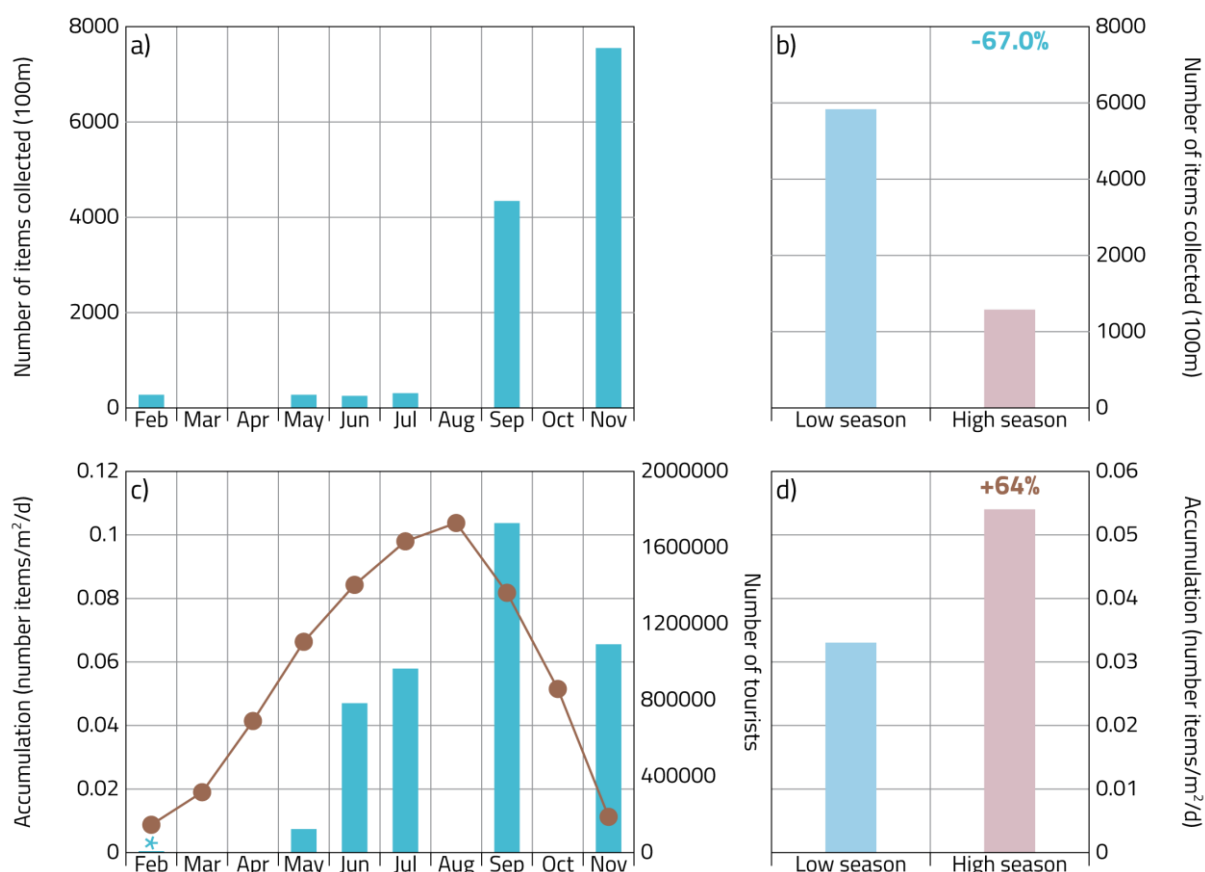 a)
Number of items collected (100m)
8000
6000
4000
2000
0
Feb Mar Apr May Jun Jul Aug Sep Oct Nov
b)
-67.0%
8000
6000
4000
2000
1000
0
Number of items collected (100m)
Low season High season
c)
Accumulation (number items/m²/d)
0.12
0.1
0.08
0.06
0.04
0.02
0
*
Feb Mar Apr May Jun Jul Aug Sep Oct Nov
2000000
1600000
1200000
800000
400000
0
Number of tourists
d)
+64%
0.06
0.05
0.04
0.03
0.02
0.01
0
Accumulation (number items/m²/d)
Low season High season